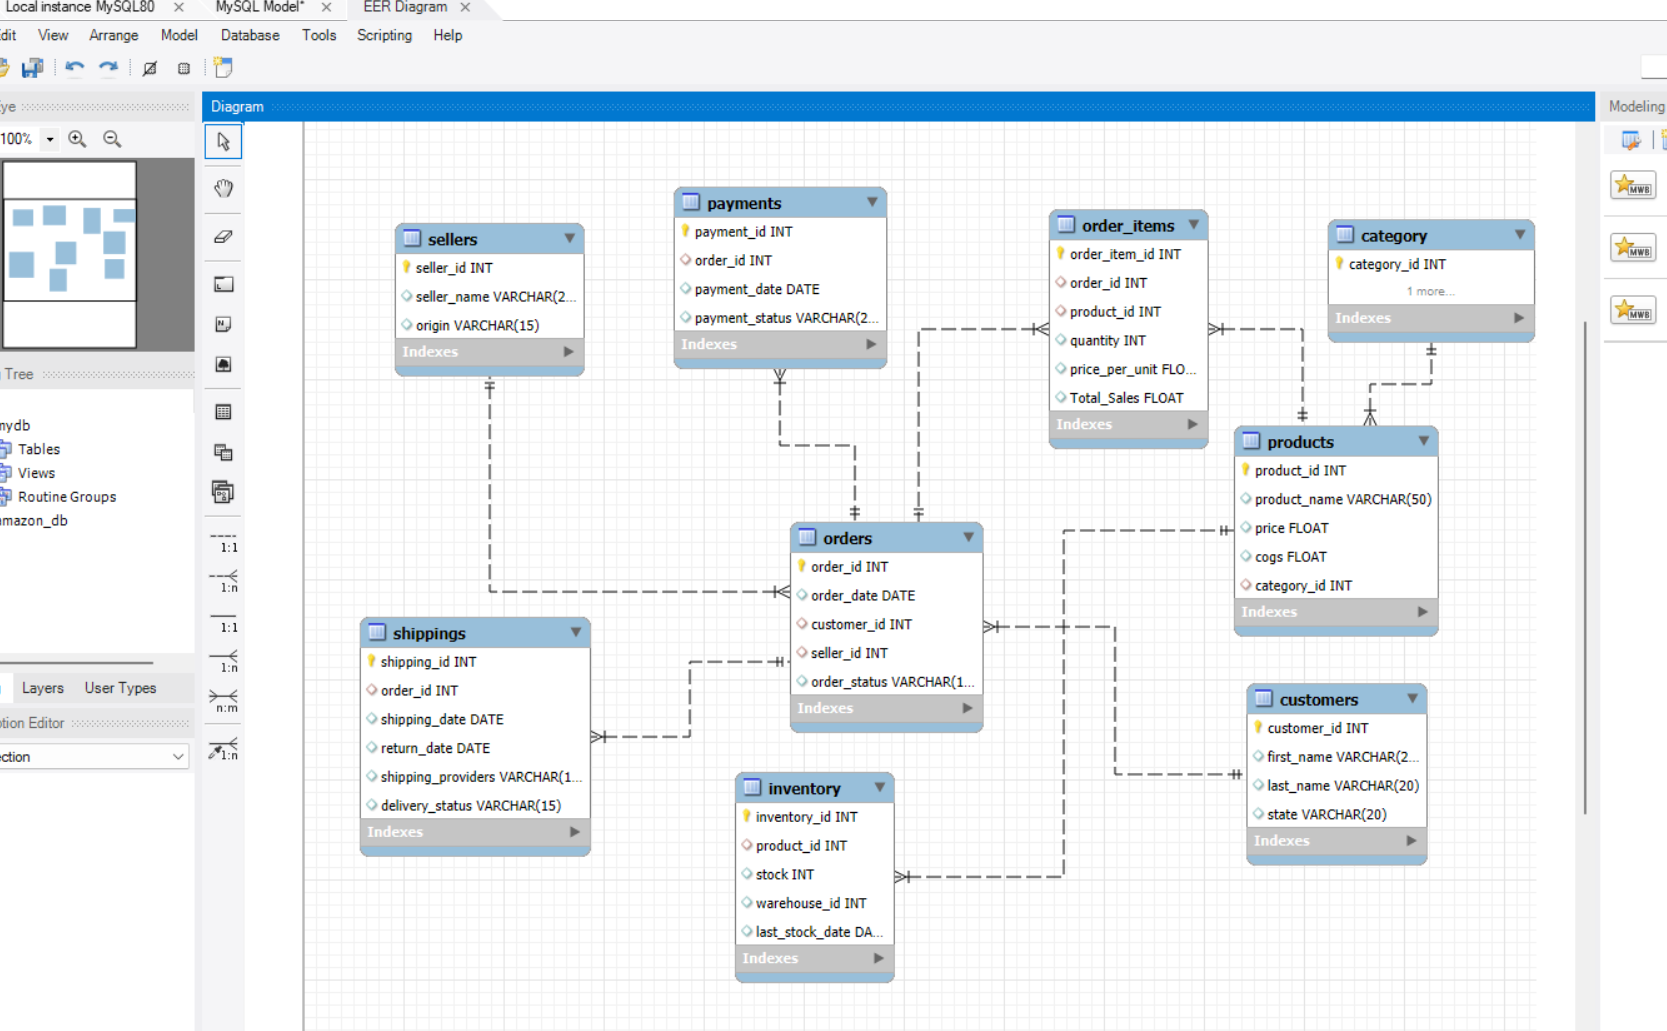 Local instance MySQL80
MySQL Model*
EER Diagram
dit View Arrange Model Database Tools Scripting Help
Diagram
Modeling
100%
Tree
mydb
Tables
Views
Routine Groups
amazon_db
Layers User Types
tion Editor
ction
1:1
1:n
1:1
1:n
n:m
1:n
MWB
MWB
MWB
sellers
seller_id INT
seller_name VARCHAR(2...
origin VARCHAR(15)
Indexes
payments
payment_id INT
order_id INT
payment_date DATE
payment_status VARCHAR(2...
Indexes
order_items
order_item_id INT
order_id INT
product_id INT
quantity INT
price_per_unit FLO...
Total_Sales FLOAT
Indexes
category
category_id INT
1 more...
Indexes
products
product_id INT
product_name VARCHAR(50)
price FLOAT
cogs FLOAT
category_id INT
Indexes
orders
order_id INT
order_date DATE
customer_id INT
seller_id INT
order_status VARCHAR(1...
Indexes
shippings
shipping_id INT
order_id INT
shipping_date DATE
return_date DATE
shipping_providers VARCHAR(1...
delivery_status VARCHAR(15)
Indexes
inventory
inventory_id INT
product_id INT
stock INT
warehouse_id INT
last_stock_date DA...
Indexes
customers
customer_id INT
first_name VARCHAR(2...
last_name VARCHAR(20)
state VARCHAR(20)
Indexes